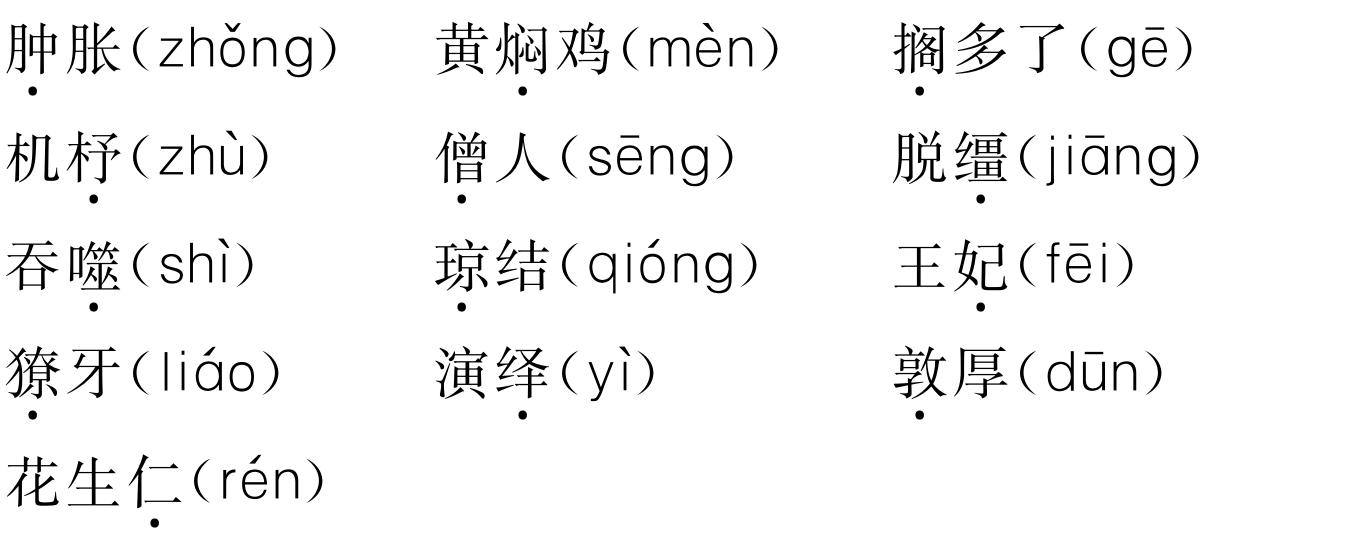 肿胀(zhǒng) 黄焖鸡(mèn) 搁多了(gē)
机杼(zhù) 僧人(sēng) 脱缰(jiāng)
吞噬(shì) 琼结(qióng) 王妃(fēi)
獠牙(liáo) 演绎(yì) 敦厚(dūn)
花生仁(rén)